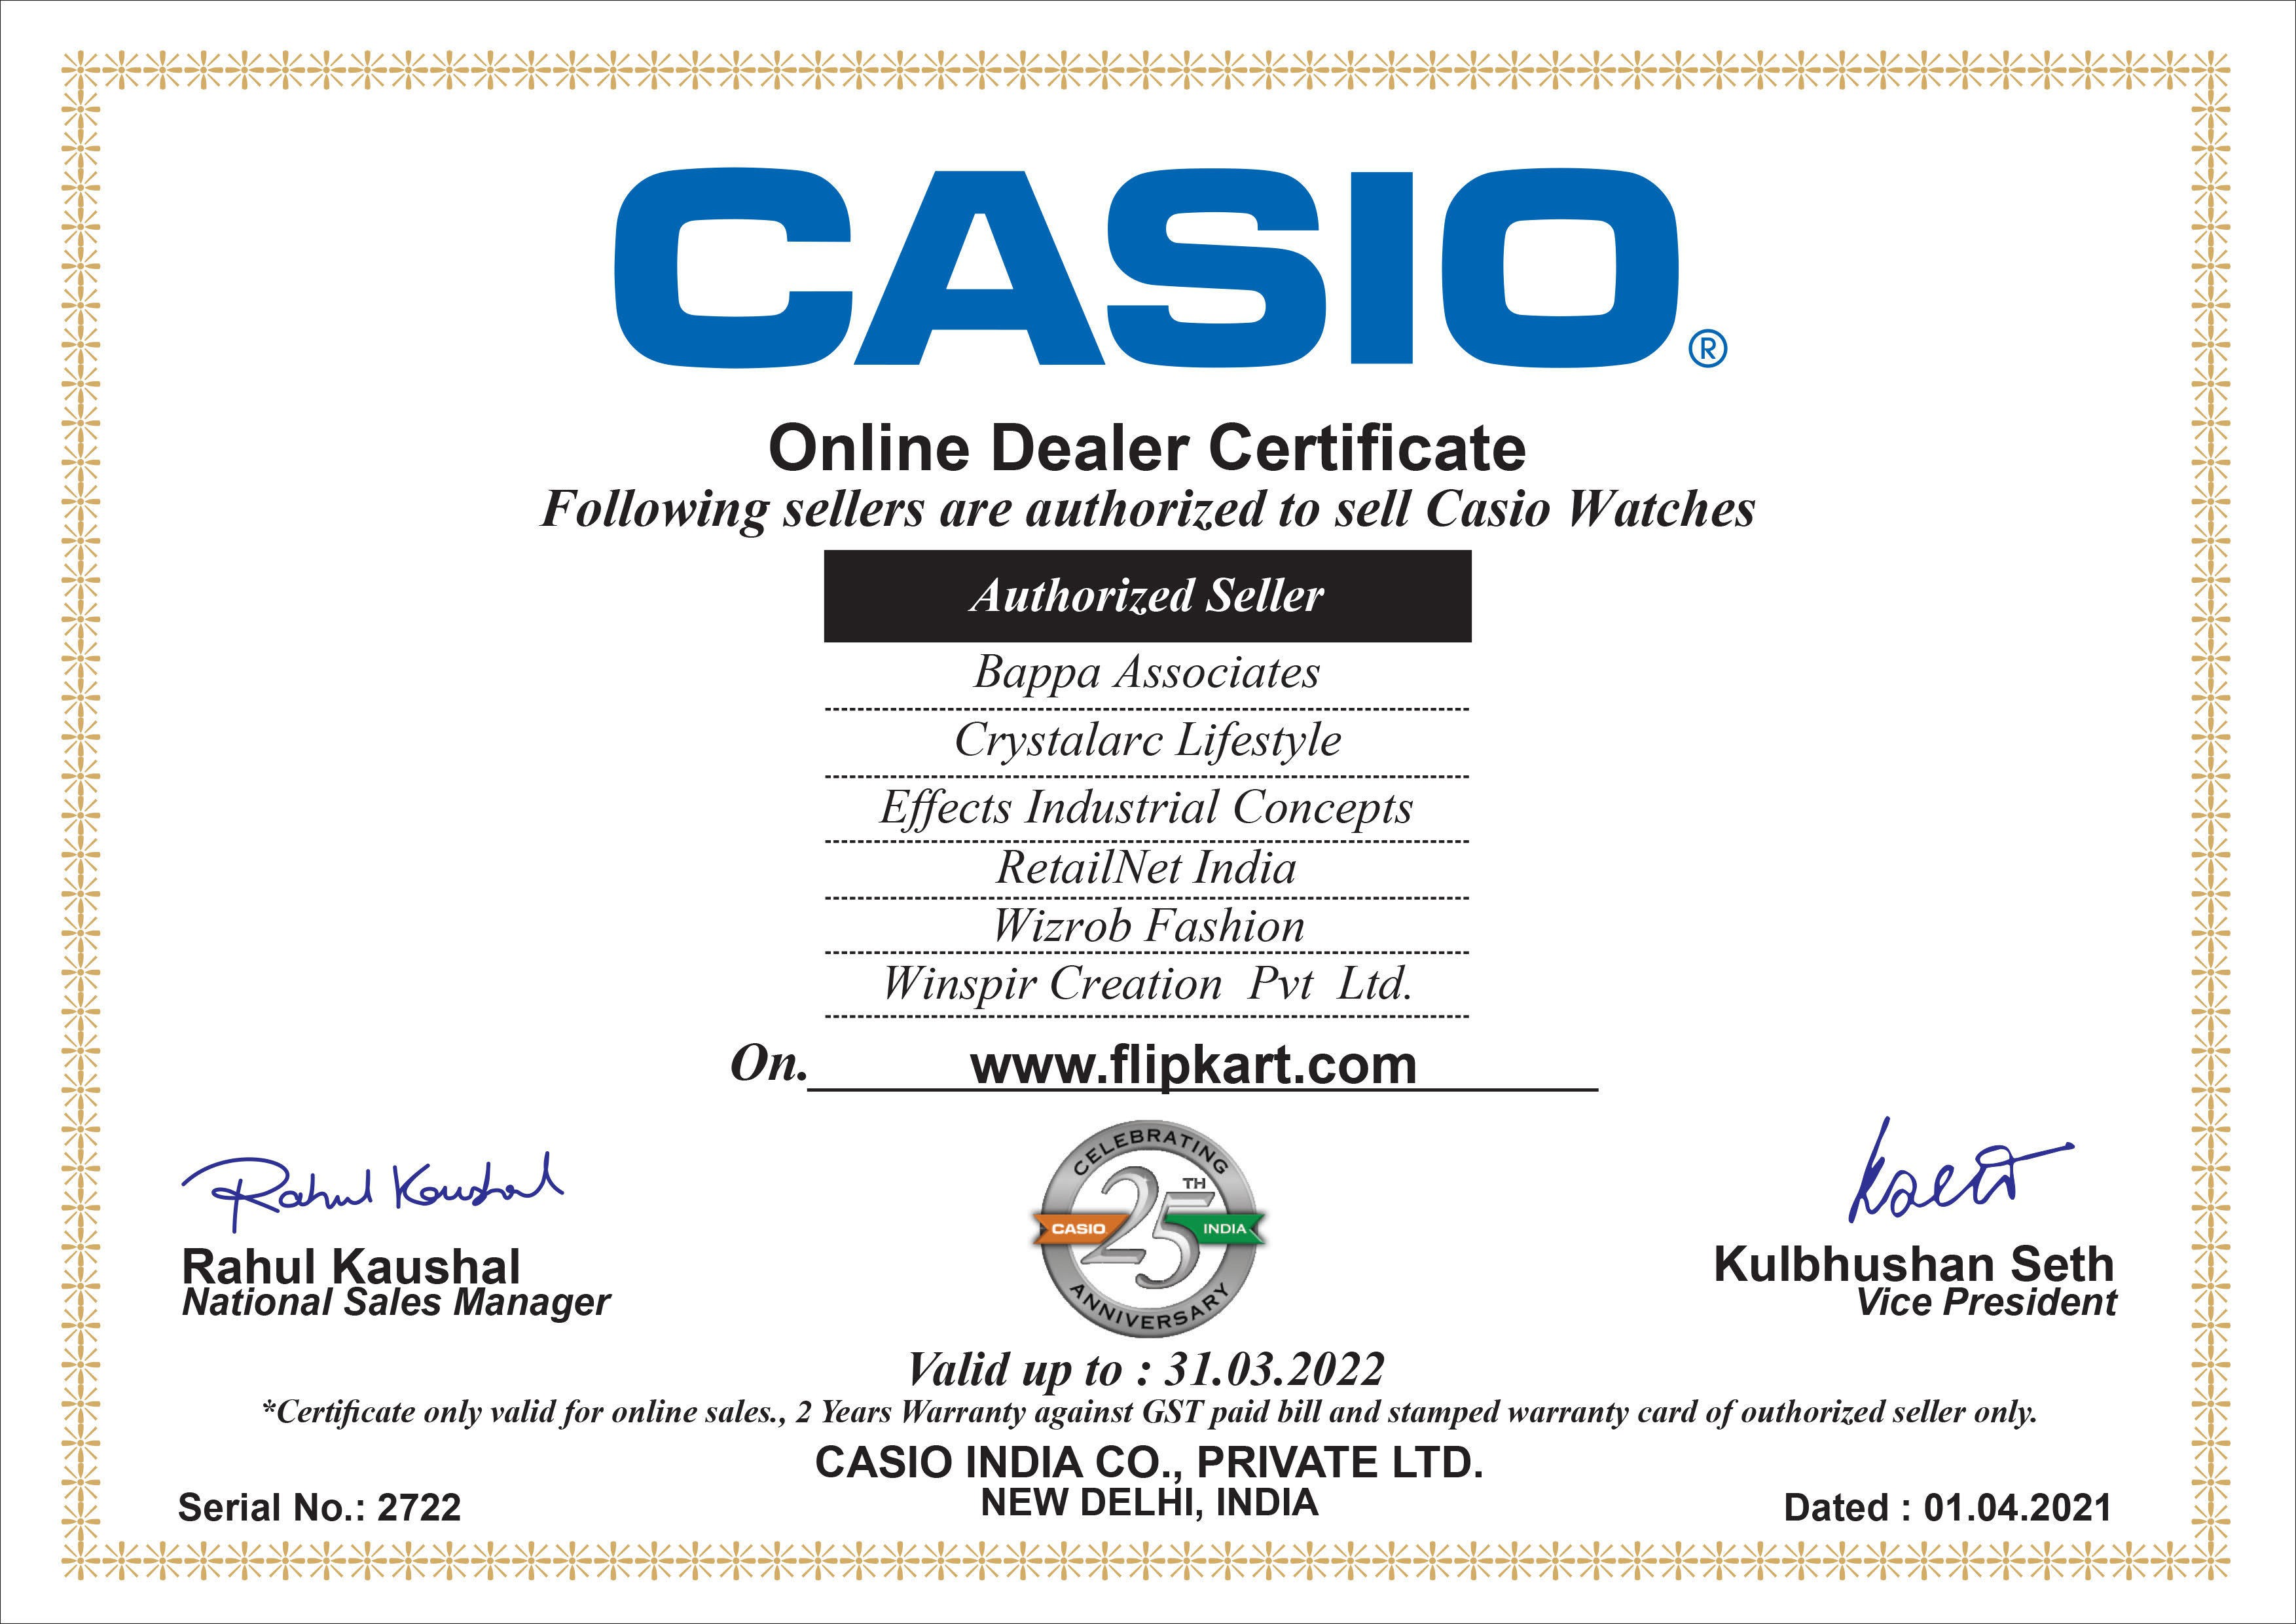 CASIO®
Online Dealer Certificate
Following sellers are authorized to sell Casio Watches
Authorized Seller
Bappa Associates
Crystalarc Lifestyle
Effects Industrial Concepts
RetailNet India
Wizrob Fashion
Winspir Creation Pvt Ltd.
On. www.flipkart.com
CELEBRATING
25TH
CASIO INDIA
ANNIVERSARY
Rahul Kaushal
Rahul Kaushal
National Sales Manager
Kulbhushan Seth
Vice President
Valid up to : 31.03.2022
*Certificate only valid for online sales., 2 Years Warranty against GST paid bill and stamped warranty card of outhorized seller only.
CASIO INDIA CO., PRIVATE LTD.
NEW DELHI, INDIA
Serial No.: 2722
Dated : 01.04.2021